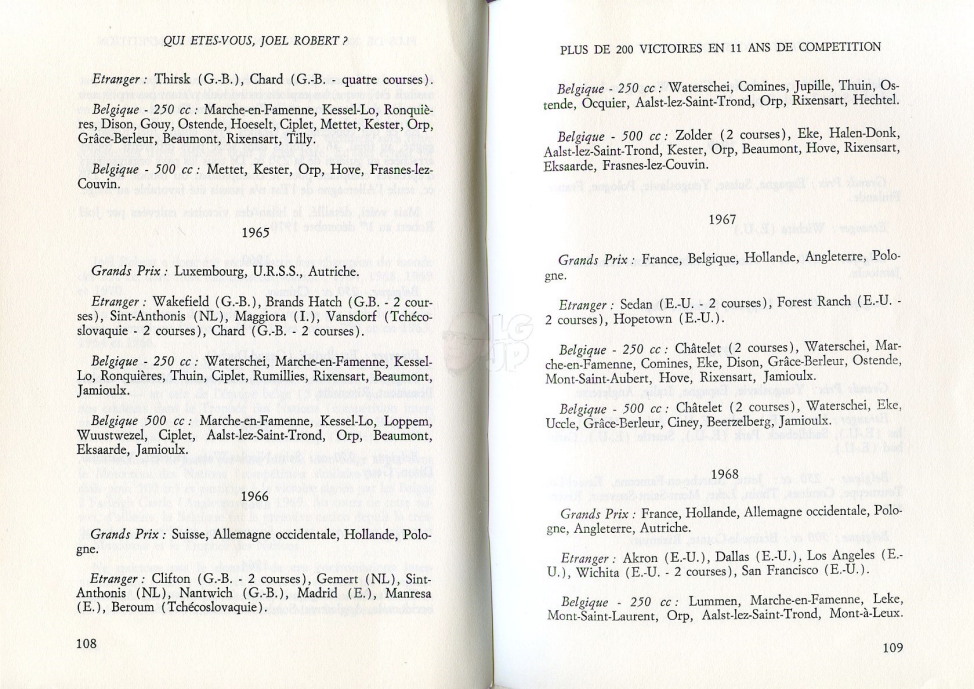 QUI ETES-VOUS, JOEL ROBERT ?
Etranger : Thirsk (G.-B.), Chard (G.-B. - quatre courses).
Belgique - 250 cc : Marche-en-Famenne, Kessel-Lo, Ronquiè-
res, Dison, Gouy, Ostende, Hoeselt, Ciplet, Mettet, Kester, Orp,
Grâce-Berleur, Beaumont, Rixensart, Tilly.
Belgique - 500 cc : Mettet, Kester, Orp, Hove, Frasnes-lez-
Couvin.
1965
Grands Prix : Luxembourg, U.R.S.S., Autriche.
Etranger : Wakefield (G.-B.), Brands Hatch (G.B. - 2 cour-
ses), Sint-Anthonis (NL), Maggiora (I.), Vansdorf (Tchéco-
slovaquie - 2 courses), Chard (G.-B. - 2 courses).
Belgique - 250 cc : Waterschei, Marche-en-Famenne, Kessel-
Lo, Ronquières, Thuin, Ciplet, Rumillies, Rixensart, Beaumont,
Jamioulx.
Belgique 500 cc : Marche-en-Famenne, Kessel-Lo, Loppem,
Wuustwezel, Ciplet, Aalst-lez-Saint-Trond, Orp, Beaumont,
Eksaarde, Jamioulx.
1966
Grands Prix : Suisse, Allemagne occidentale, Hollande, Polo-
gne.
Etranger : Clifton (G.-B. - 2 courses), Gemert (NL), Sint-
Anthonis (NL), Nantwich (G.-B.), Madrid (E.), Manresa
(E.), Beroum (Tchécoslovaquie).
108
PLUS DE 200 VICTOIRES EN 11 ANS DE COMPETITION
Belgique - 250 cc : Waterschei, Comines, Jupille, Thuin, Os-
tende, Ocquier, Aalst-lez-Saint-Trond, Orp, Rixensart, Hechtel.
Belgique - 500 cc : Zolder (2 courses), Eke, Halen-Donk,
Aalst-lez-Saint-Trond, Kester, Orp, Beaumont, Hove, Rixensart,
Eksaarde, Frasnes-lez-Couvin.
1967
Grands Prix : France, Belgique, Hollande, Angleterre, Polo-
gne.
Etranger : Sedan (E.-U. - 2 courses), Forest Ranch (E.-U. -
2 courses), Hopetown (E.-U.).
Belgique - 250 cc : Châtelet (2 courses), Waterschei, Mar-
che-en-Famenne, Comines, Eke, Dison, Grâce-Berleur, Ostende,
Mont-Saint-Aubert, Hove, Rixensart, Jamioulx.
Belgique - 500 cc : Châtelet (2 courses), Waterschei, Eke,
Uccle, Grâce-Berleur, Ciney, Beerzelberg, Jamioulx.
1968
Grands Prix : France, Hollande, Allemagne occidentale, Polo-
gne, Angleterre, Autriche.
Etranger : Akron (E.-U.), Dallas (E.-U.), Los Angeles (E.-
U.), Wichita (E.-U. - 2 courses), San Francisco (E.-U.).
Belgique - 250 cc : Lummen, Marche-en-Famenne, Leke,
Mont-Saint-Laurent, Orp, Aalst-lez-Saint-Trond, Mont-à-Leux.
109